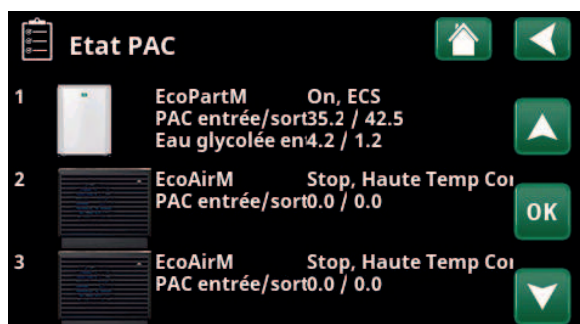 Etat PAC
1 EcoPartM On, ECS
PAC entrée/sort35.2 / 42.5
Eau glycolée en4.2 / 1.2
2 EcoAirM Stop, Haute Temp Con
PAC entrée/sort0.0 / 0.0
OK
3 EcoAirM Stop, Haute Temp Con
PAC entrée/sort0.0 / 0.0